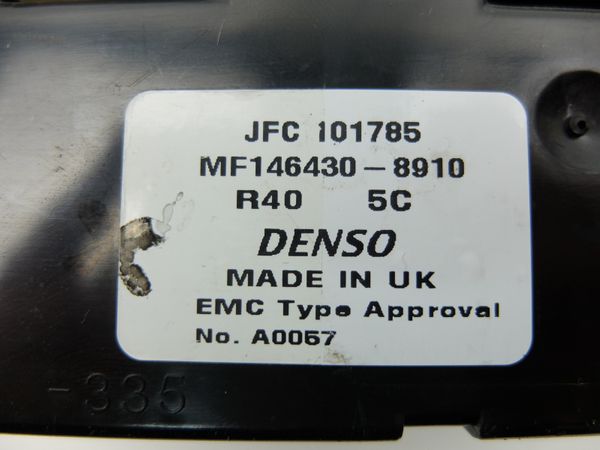 JFC 101785
MF146430-8910
R40 5C
DENSO
MADE IN UK
EMC Type Approval
No. A0057
-335